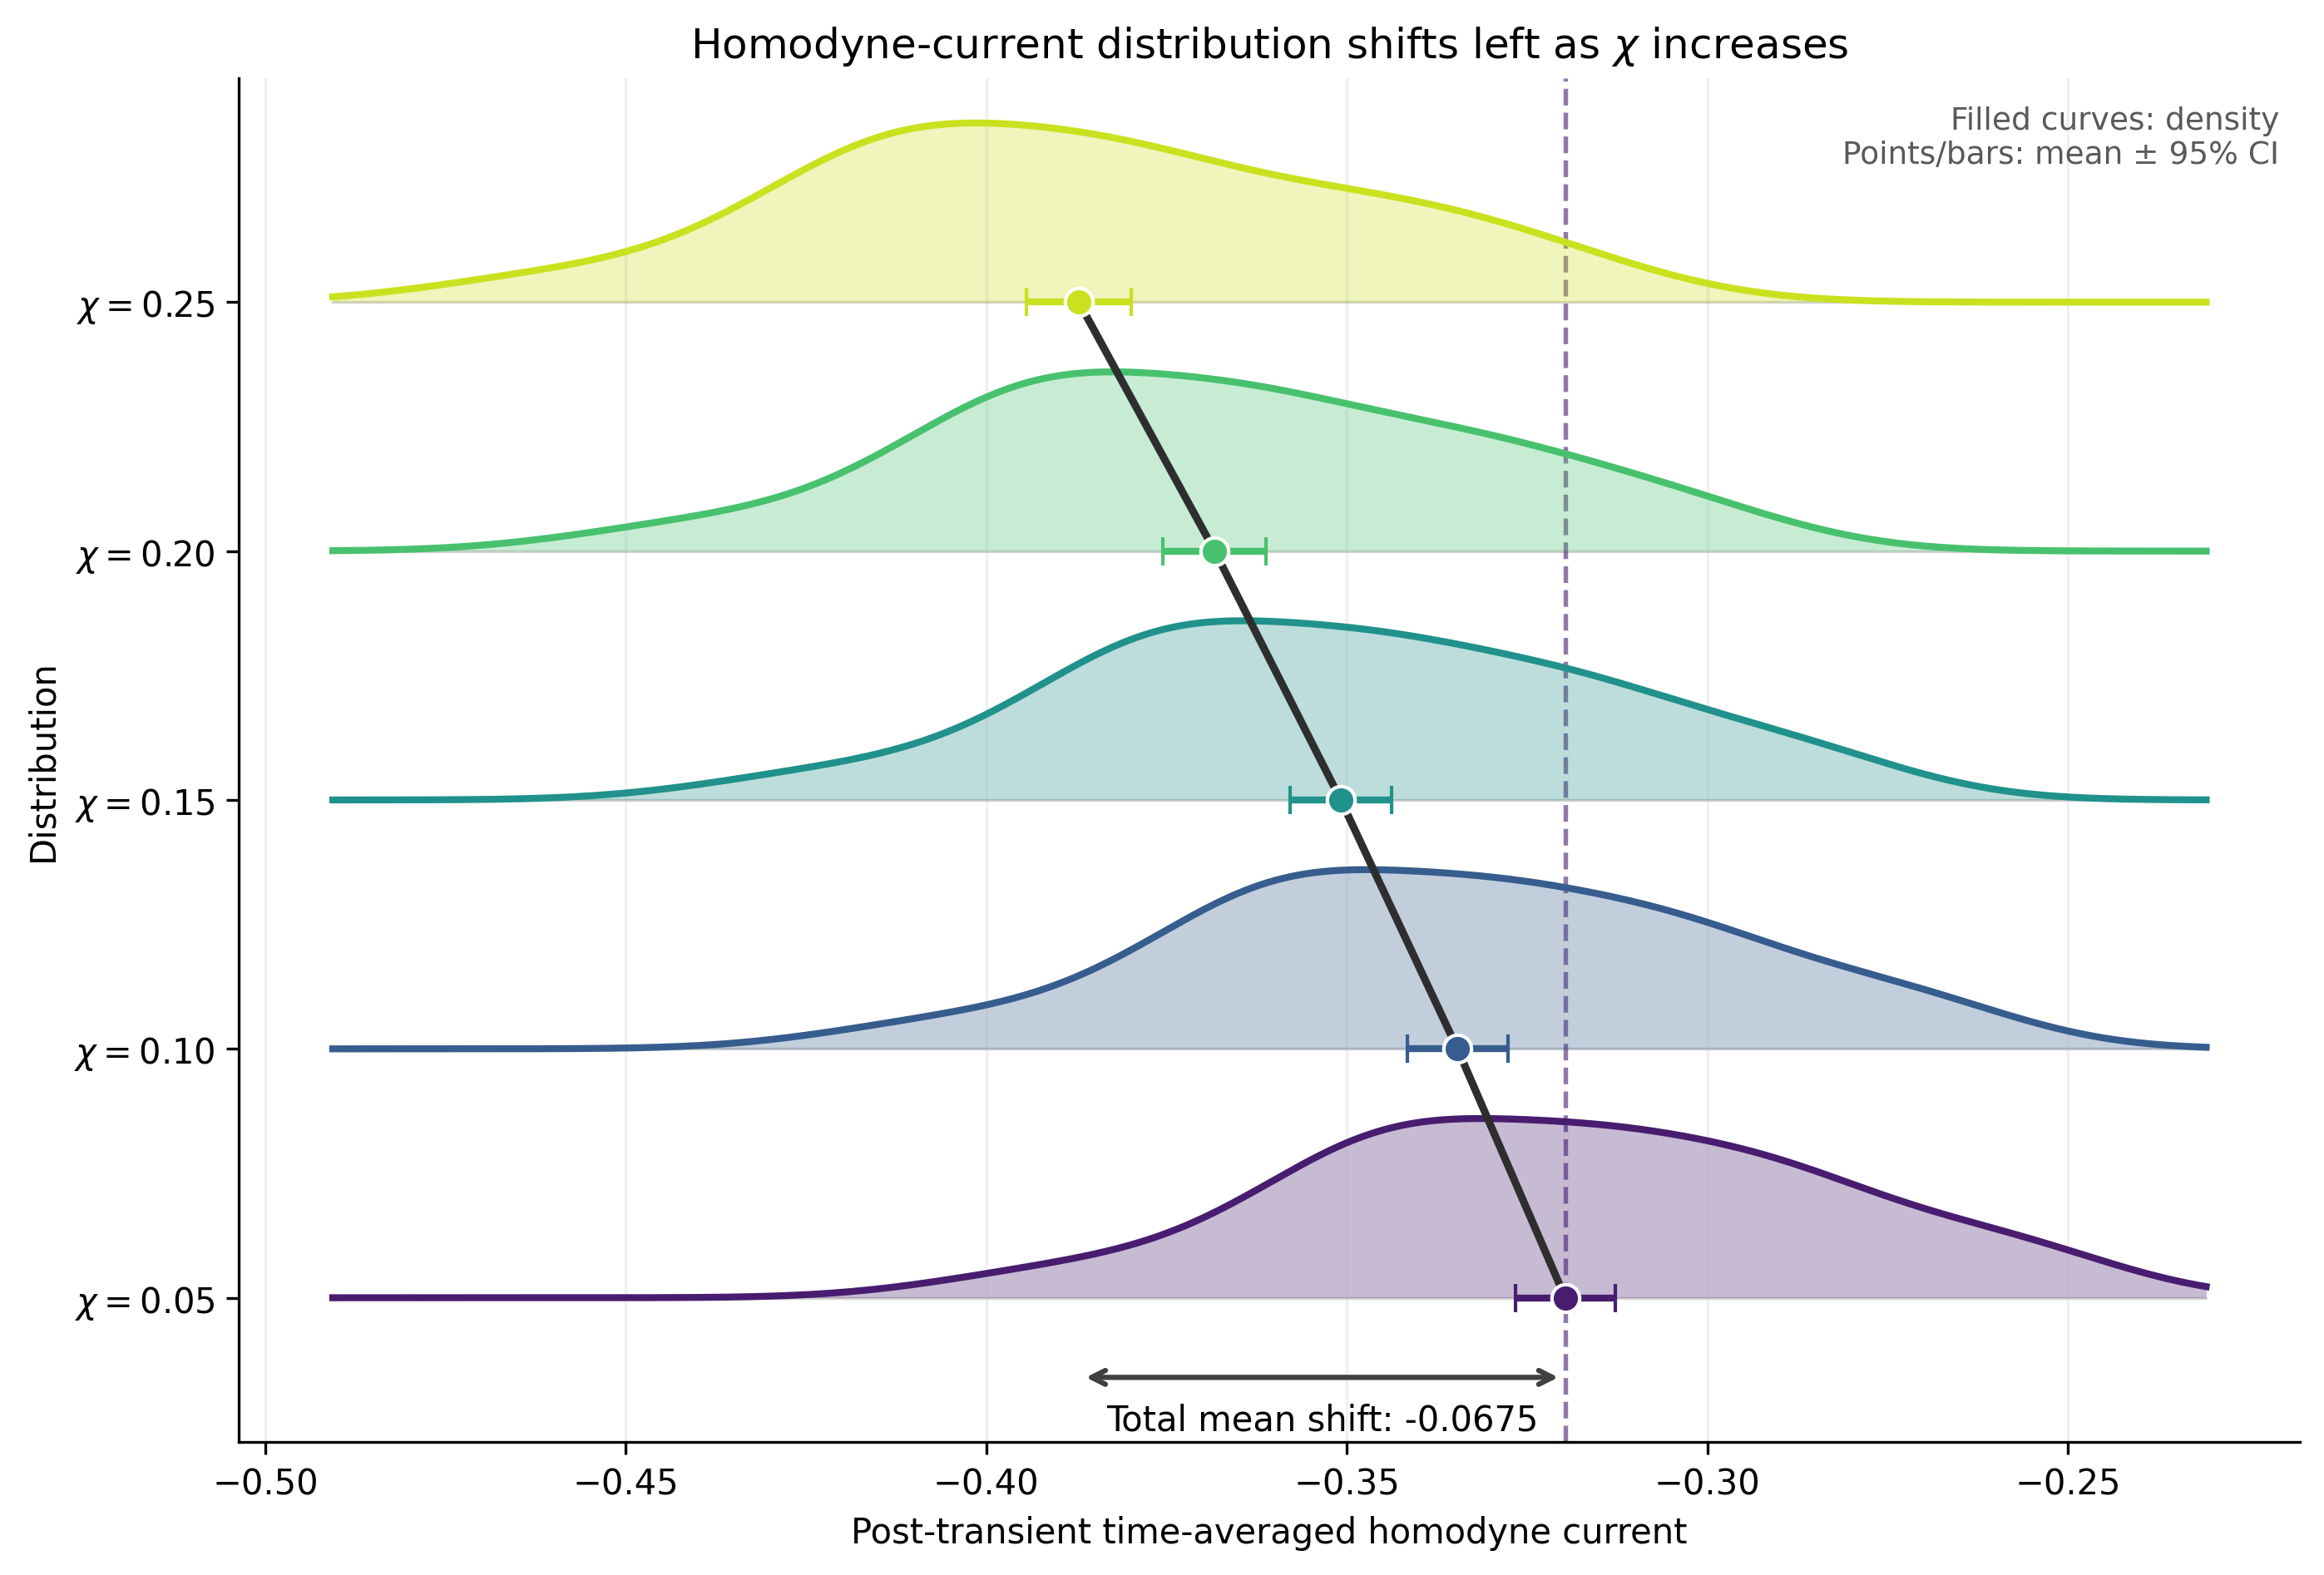 Homodyne-current distribution shifts left as χ increases
Filled curves: density
Points/bars: mean ± 95% CI
Distribution
χ = 0.25
χ = 0.20
χ = 0.15
χ = 0.10
χ = 0.05
Total mean shift: -0.0675
−0.50 −0.45 −0.40 −0.35 −0.30 −0.25
Post-transient time-averaged homodyne current